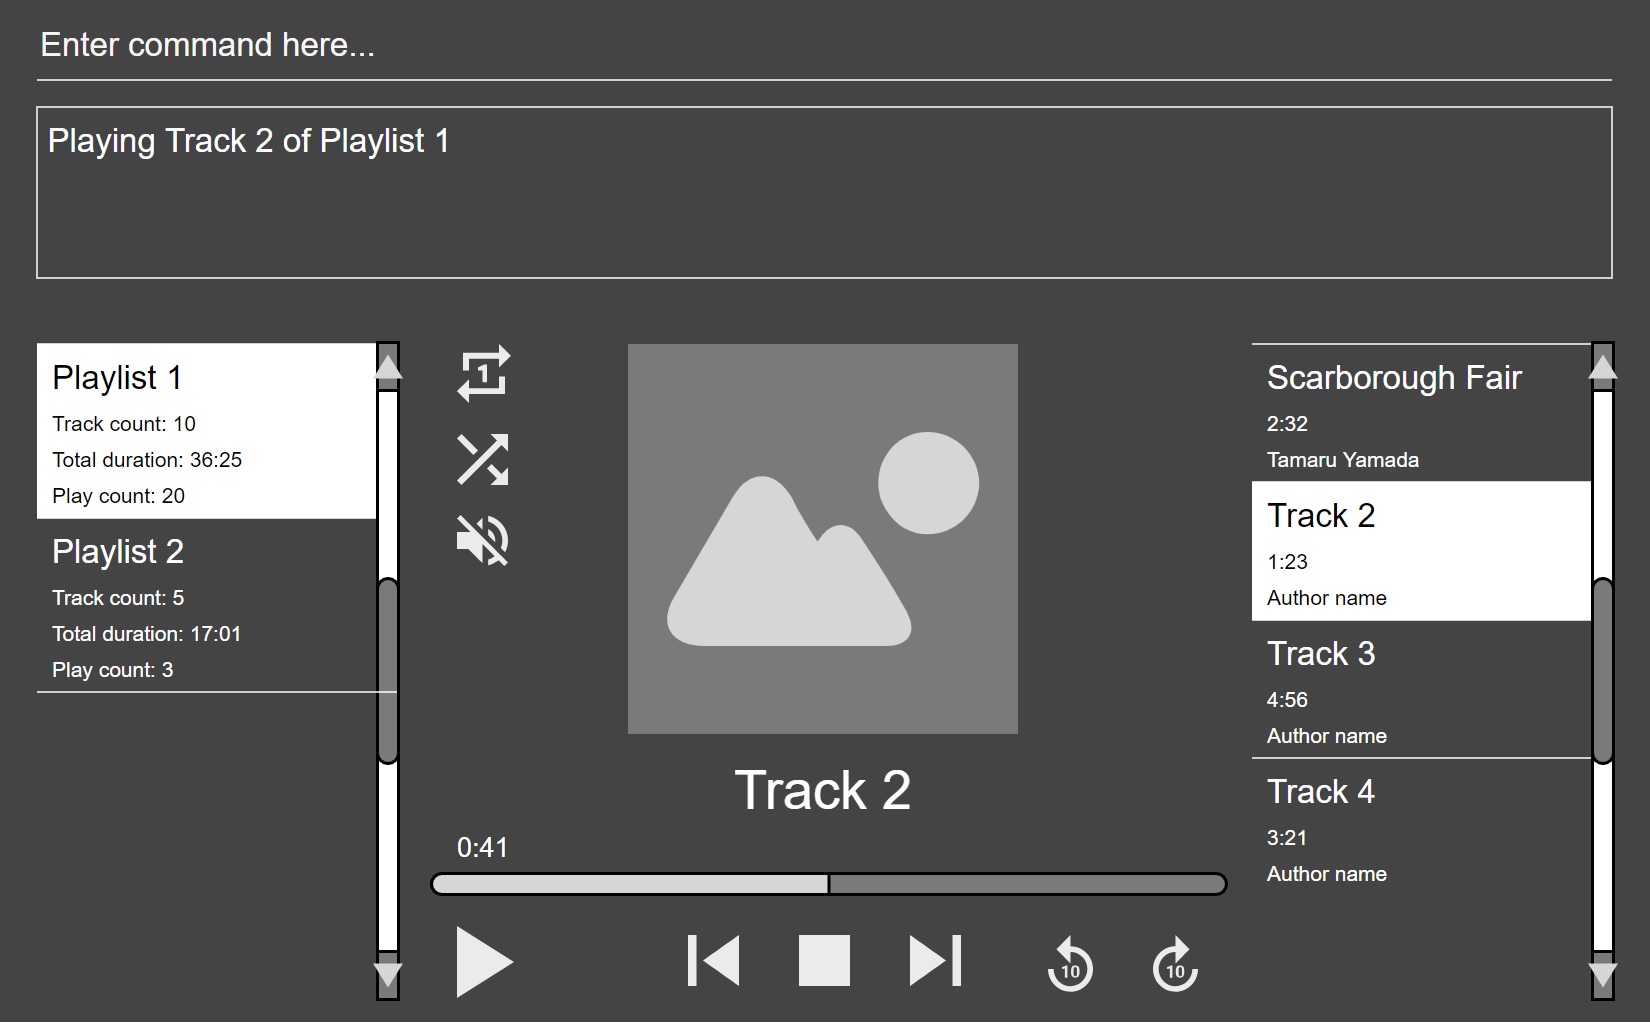 Enter command here...
Playing Track 2 of Playlist 1
Playlist 1
Track count: 10
Total duration: 36:25
Play count: 20
Playlist 2
Track count: 5
Total duration: 17:01
Play count: 3
1
Track 2
0:41
10
10
Scarborough Fair
2:32
Tamaru Yamada
Track 2
1:23
Author name
Track 3
4:56
Author name
Track 4
3:21
Author name